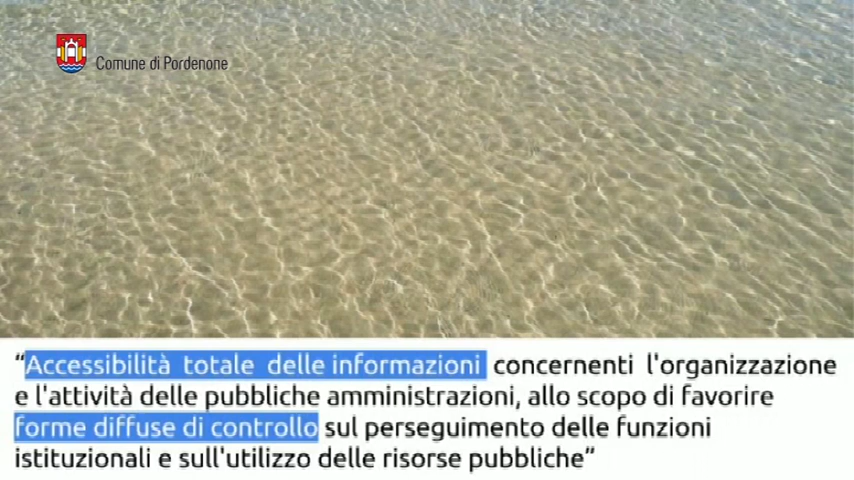 Comune di Pordenone
“Accessibilità totale delle informazioni concernenti l'organizzazione
e l'attività delle pubbliche amministrazioni, allo scopo di favorire
forme diffuse di controllo sul perseguimento delle funzioni
istituzionali e sull'utilizzo delle risorse pubbliche”